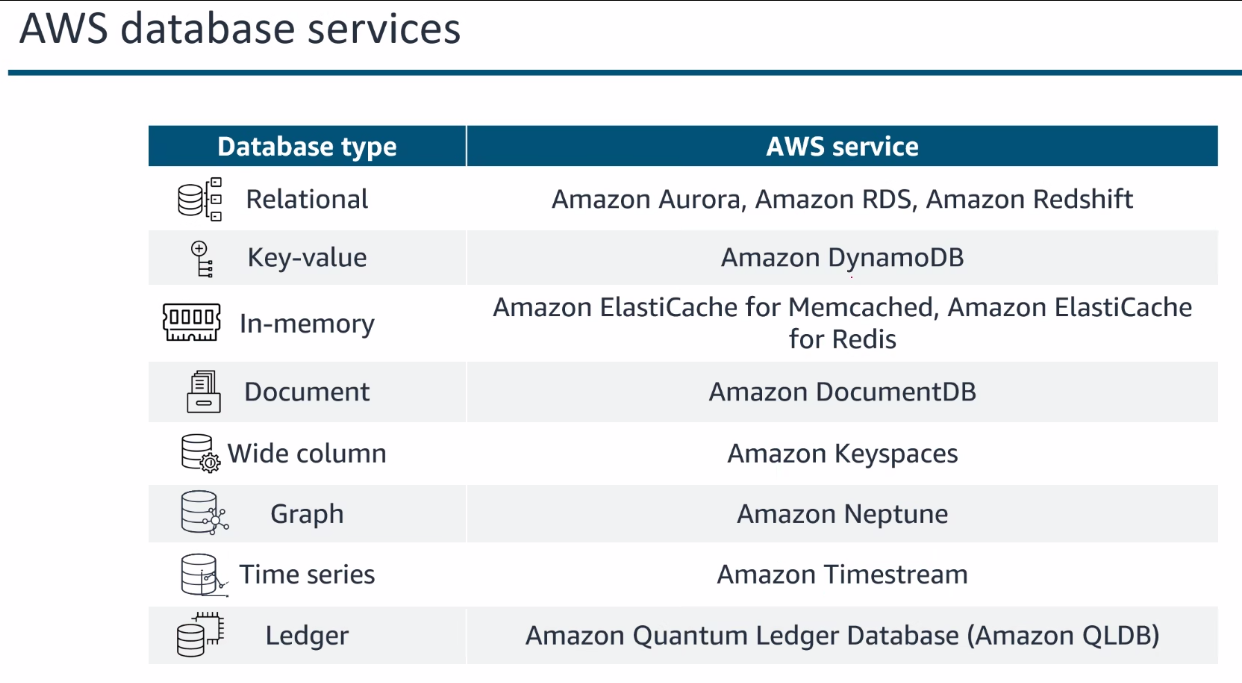 AWS database services
Database type AWS service
Relational Amazon Aurora, Amazon RDS, Amazon Redshift
Key-value Amazon DynamoDB
In-memory Amazon ElastiCache for Memcached, Amazon ElastiCache
for Redis
Document Amazon DocumentDB
Wide column Amazon Keyspaces
Graph Amazon Neptune
Time series Amazon Timestream
Ledger Amazon Quantum Ledger Database (Amazon QLDB)